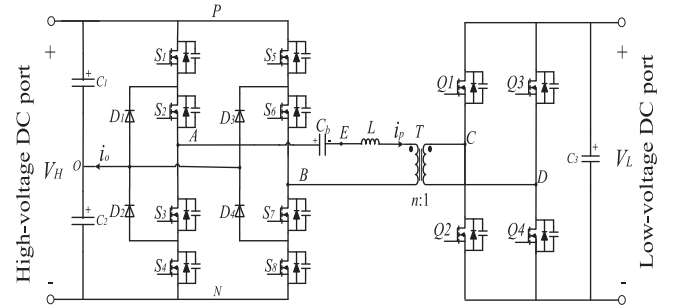 P
S1
S5
Q1
Q3
C1
D1
S2
D3
S6
A
Cb
E
L
ip
T
C
High-voltage DC port
+
VH
-
O
io
B
n:1
D
C3
+
VL
-
Low-voltage DC port
C2
D2
S3
D4
S7
Q2
Q4
S4
S8
N